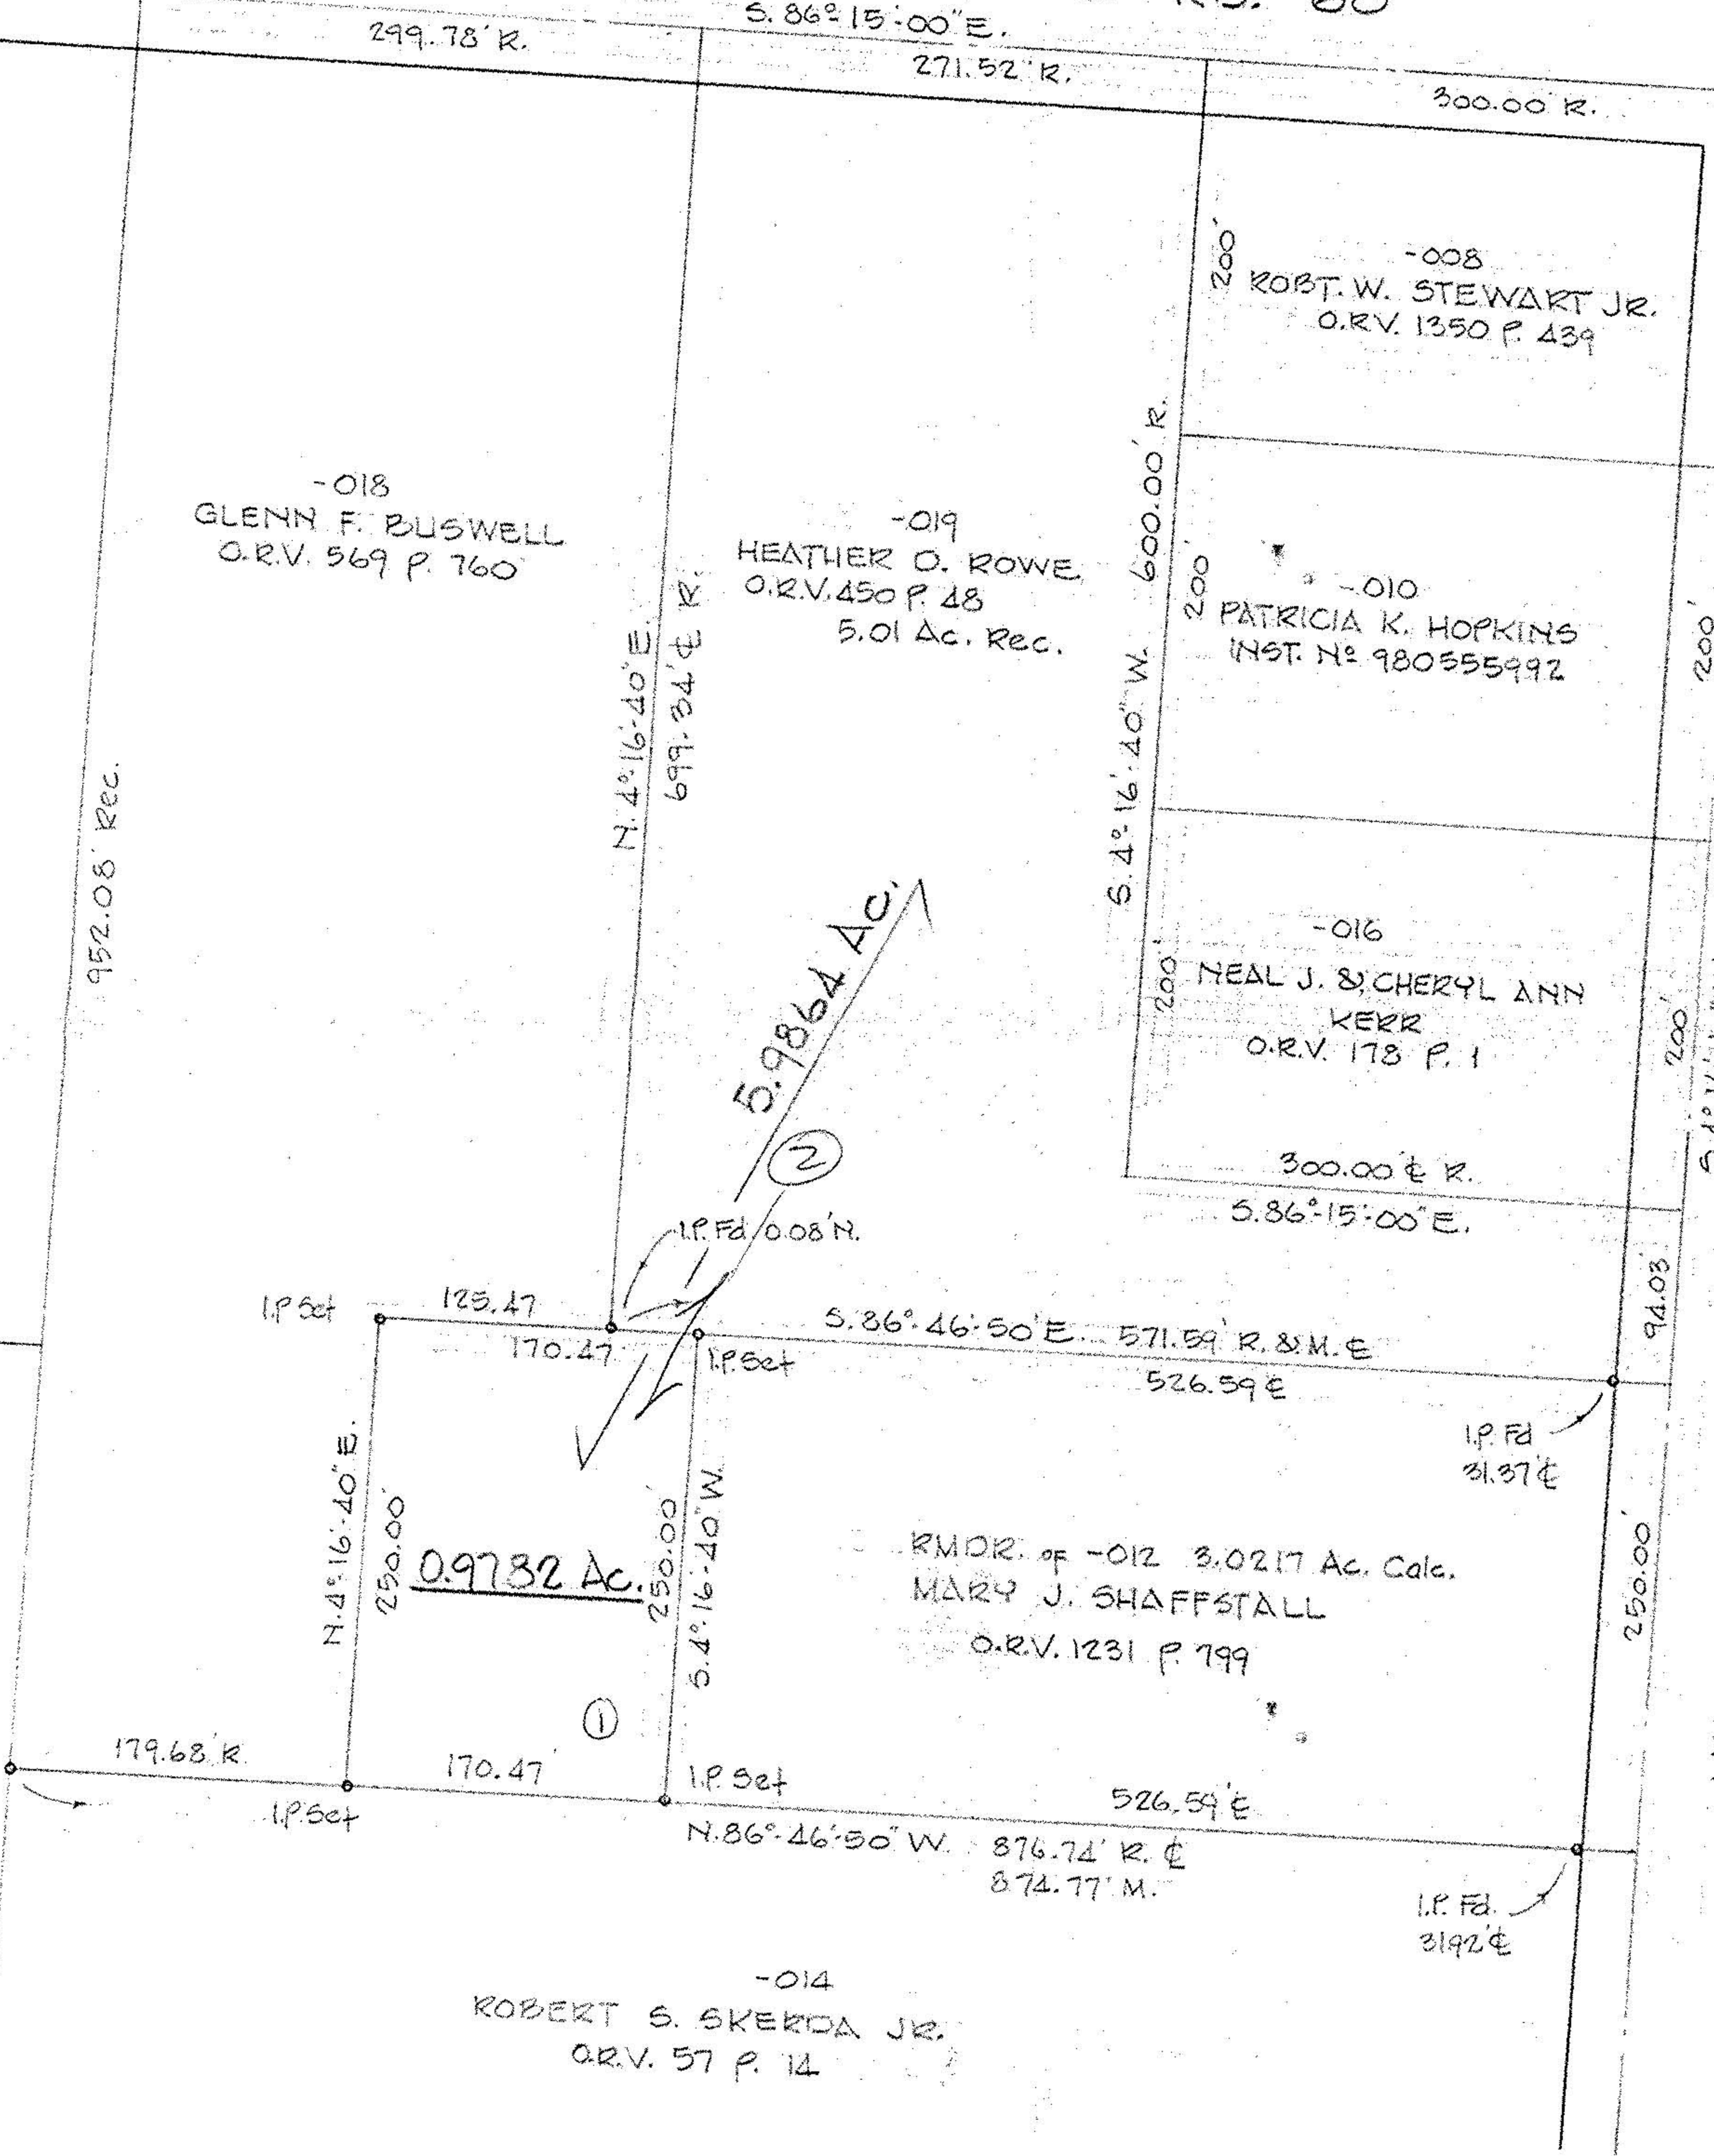 S. 86°-15'-00" E.
299.78' R.
271.52' R.
300.00' R.
-008
ROBT. W. STEWART JR.
O.R.V. 1350 P. 439
200'
-018
GLENN F. BUSWELL
O.R.V. 569 P. 760
-019
HEATHER O. ROWE
O.R.V. 450 P. 48
5.01 Ac. Rec.
S. 4°-16'-40" W. 600.00' R.
200'
-010
PATRICIA K. HOPKINS
INST. Nº 980555992
200'
N. 4°-16'-40" E.
699.34' ℄ R.
952.08' Rec.
5.9864 Ac.
200'
-016
NEAL J. & CHERYL ANN
KERR
O.R.V. 178 P. 1
200'
2
300.00' ℄ R.
S. 86°-15'-00" E.
I.P. Fd. 0.08' N.
94.03'
I.P. Set
125.47
170.47
I.P. Set
S. 86°-46'-50" E. 571.59' R. & M. ℄
526.59 ℄
I.P. Fd
31.37' ℄
N. 4°-16'-40" E.
250.00'
0.9782 Ac.
250.00'
S. 4°-16'-40" W.
RMDR. OF -012 3.0217 Ac. Calc.
MARY J. SHAFFSTALL
O.R.V. 1231 P. 799
250.00'
1
179.68' R.
170.47'
I.P. Set
I.P. Set
526.59' ℄
N. 86°-46'-50" W. 876.74' R. ℄
874.77' M.
I.P. Fd.
31.92' ℄
-014
ROBERT S. SKERDA JR.
O.R.V. 57 P. 14